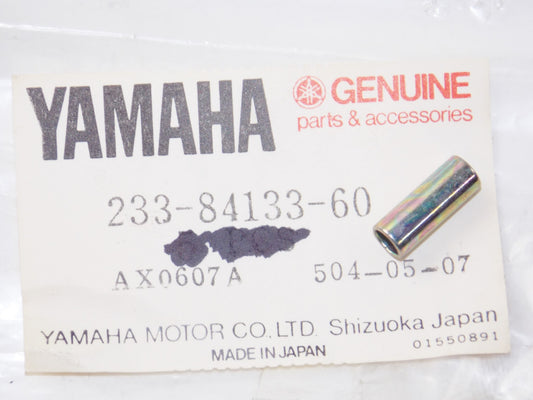 YAMAHA
GENUINE
parts & accessories
233-84133-60
AX0607A 504-05-07
YAMAHA MOTOR CO.LTD. Shizuoka Japan
MADE IN JAPAN 01550891